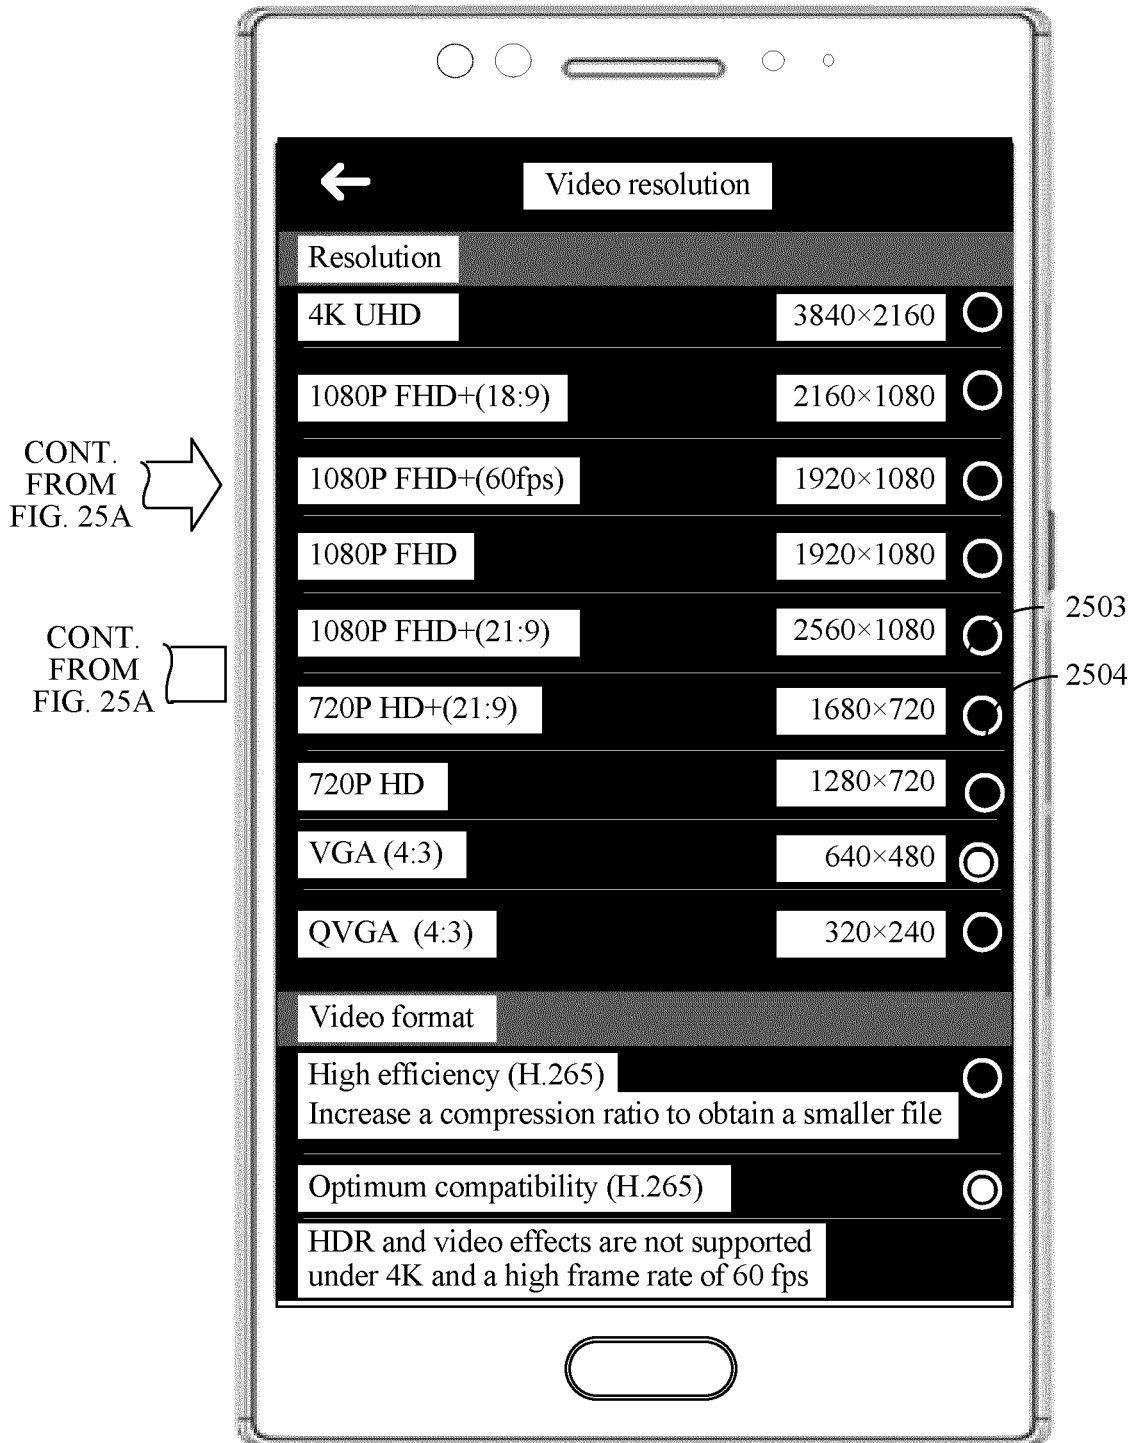 Video resolution
Resolution
4K UHD 3840×2160
1080P FHD+(18:9) 2160×1080
CONT.
FROM
FIG. 25A
1080P FHD+(60fps) 1920×1080
1080P FHD 1920×1080
1080P FHD+(21:9) 2560×1080
2503
CONT.
FROM
FIG. 25A
720P HD+(21:9) 1680×720
2504
720P HD 1280×720
VGA (4:3) 640×480
QVGA (4:3) 320×240
Video format
High efficiency (H.265)
Increase a compression ratio to obtain a smaller file
Optimum compatibility (H.265)
HDR and video effects are not supported
under 4K and a high frame rate of 60 fps